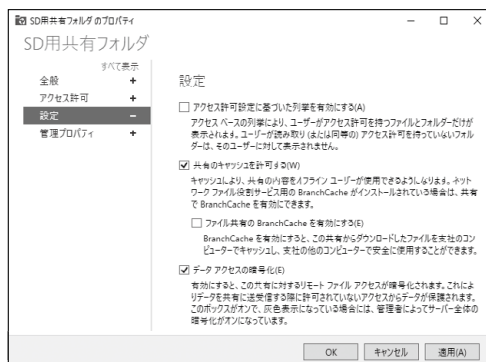 SD用共有フォルダのプロパティ
SD用共有フォルダ
すべて表示
全般 +
アクセス許可 +
設定 −
管理プロパティ +
設定
アクセス許可設定に基づいた列挙を有効にする(A)
アクセス ベースの列挙により、ユーザーがアクセス許可を持つファイルとフォルダーだけが
表示されます。ユーザーが読み取り (または同等の) アクセス許可を持っていないフォル
ダーは、そのユーザーに対して表示されません。
共有のキャッシュを許可する(W)
キャッシュにより、共有の内容をオフライン ユーザーが使用できるようになります。ネット
ワーク ファイル役割サービス用の BranchCache がインストールされている場合は、共有
で BranchCache を有効にできます。
ファイル共有の BranchCache を有効にする(E)
BranchCache を有効にすると、この共有からダウンロードしたファイルを支社のコン
ピューターでキャッシュし、支社の他のコンピューターで安全に使用することができます。
データ アクセスの暗号化(E)
有効にすると、この共有に対するリモート ファイル アクセスが暗号化されます。これによ
りデータを共有に送受信する際に許可されていないアクセスからデータが保護されます。
このボックスがオンで、灰色表示になっている場合には、管理者によってサーバー全体の
暗号化がオンになっています。
OK キャンセル 適用(A)